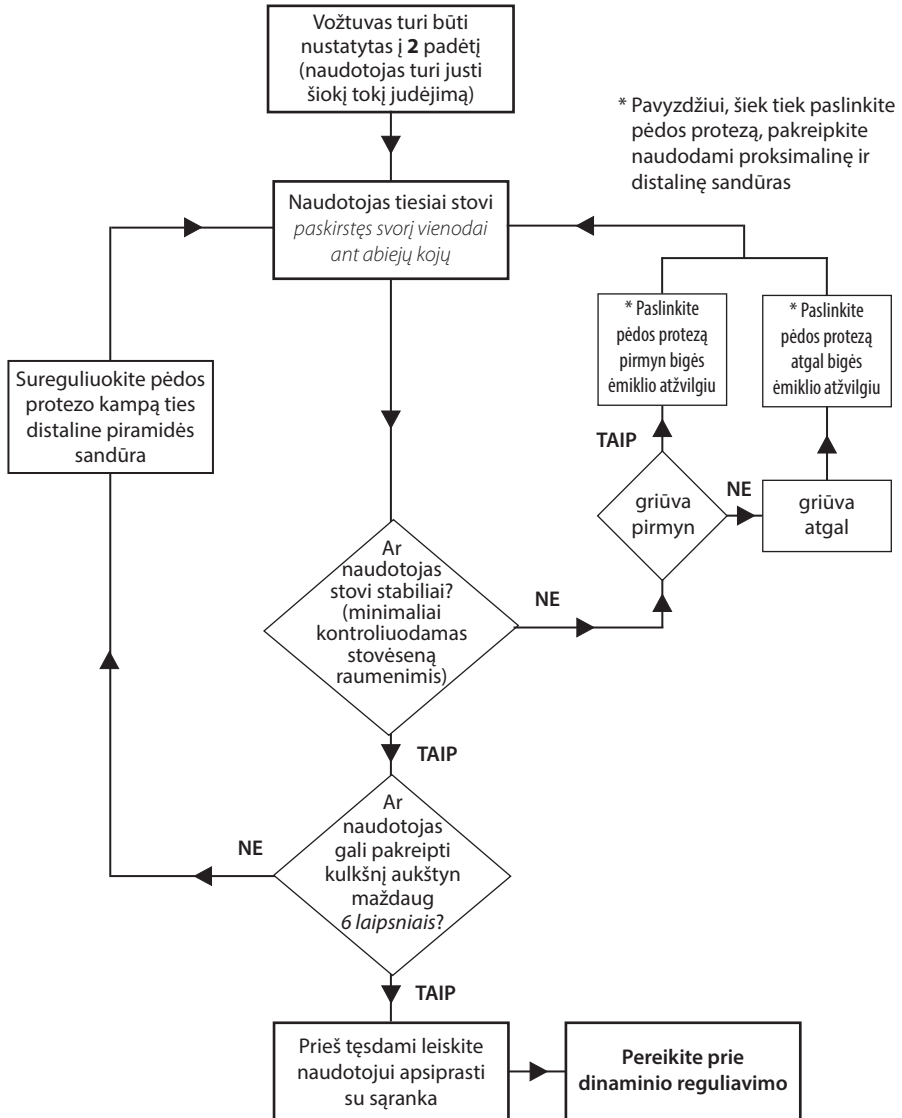 Vožtuvas turi būti
nustatytas į 2 padėtį
(naudotojas turi justi
šiokį tokį judėjimą)
* Pavyzdžiui, šiek tiek paslinkite
pėdos protezą, pakreipkite
naudodami proksimalinę ir
distalinę sandūras
Naudotojas tiesiai stovi
paskirstęs svorį vienodai
ant abiejų kojų
* Paslinkite
pėdos protezą
pirmyn bigės
ėmiklio atžvilgiu
* Paslinkite
pėdos protezą
atgal bigės
ėmiklio atžvilgiu
Sureguliuokite pėdos
protezo kampą ties
distaline piramidės
sandūra
TAIP
griūva
pirmyn
NE
griūva
atgal
Ar
naudotojas
stovi stabiliai?
(minimaliai
kontroliuodamas
stovėseną
raumenimis)
NE
TAIP
Ar
naudotojas
gali pakreipti
kulkšnį aukštyn
maždaug
6 laipsniais?
NE
TAIP
Prieš tęsdami leiskite
naudotojui apsiprasti
su sąranka
Pereikite prie
dinaminio reguliavimo